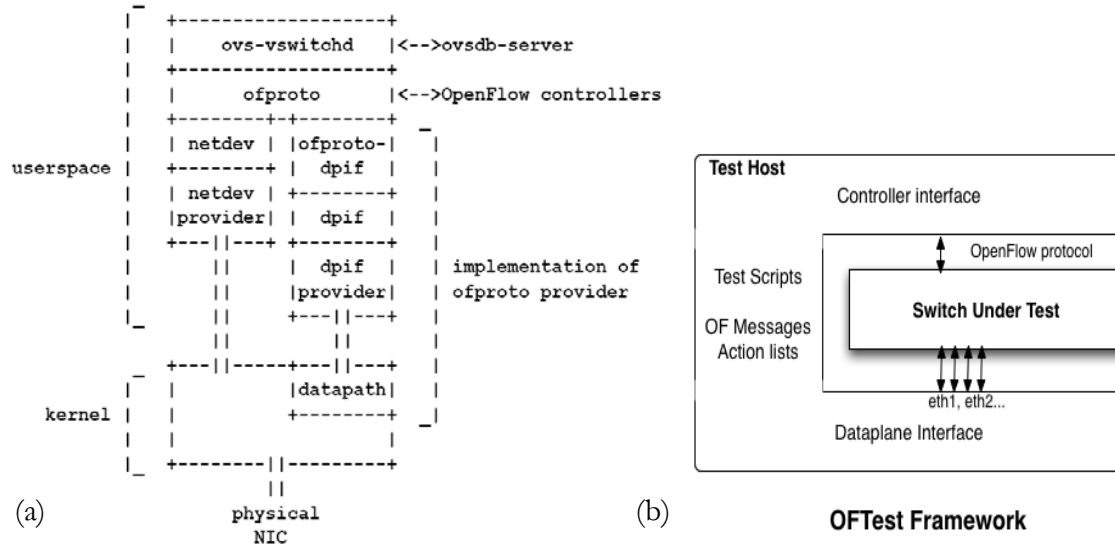 ovs-vswitchd |<-->ovsdb-server
ofproto |<-->OpenFlow controllers
netdev | |ofproto-
userspace
dpif
netdev
|provider| | dpif
dpif
implementation of
|provider|
ofproto provider
|datapath|
kernel
physical
NIC
(a)
Test Host
Controller interface
OpenFlow protocol
Test Scripts
Switch Under Test
OF Messages
Action lists
eth1, eth2...
Dataplane Interface
(b)
OFTest Framework